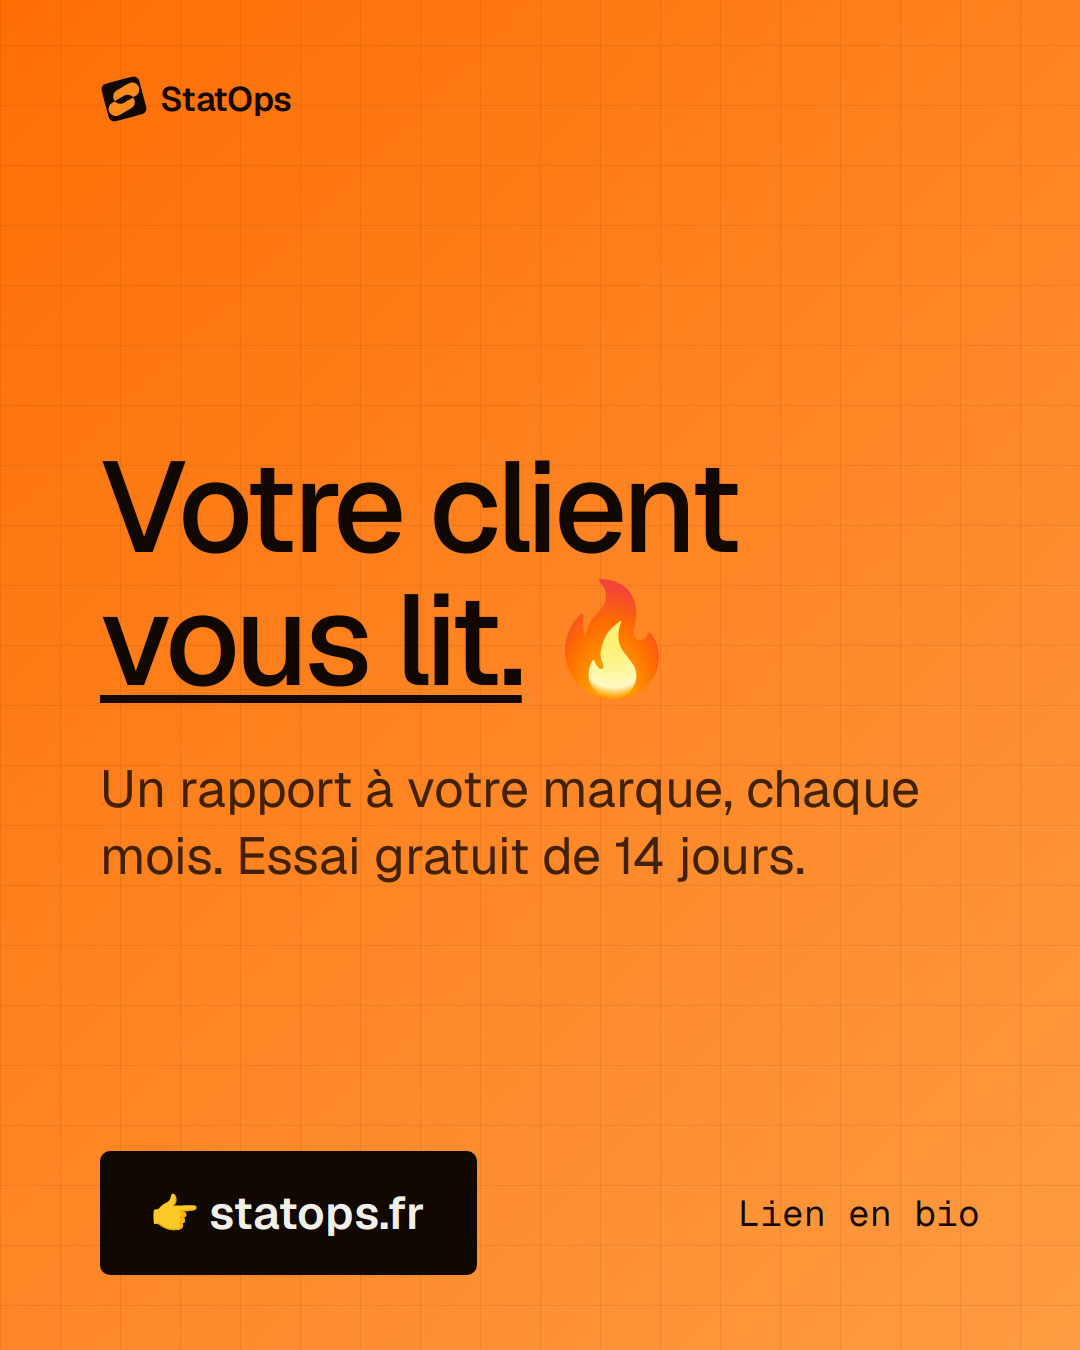 StatOps
Votre client
vous lit. 🔥
Un rapport à votre marque, chaque
mois. Essai gratuit de 14 jours.
👉 statops.fr
Lien en bio